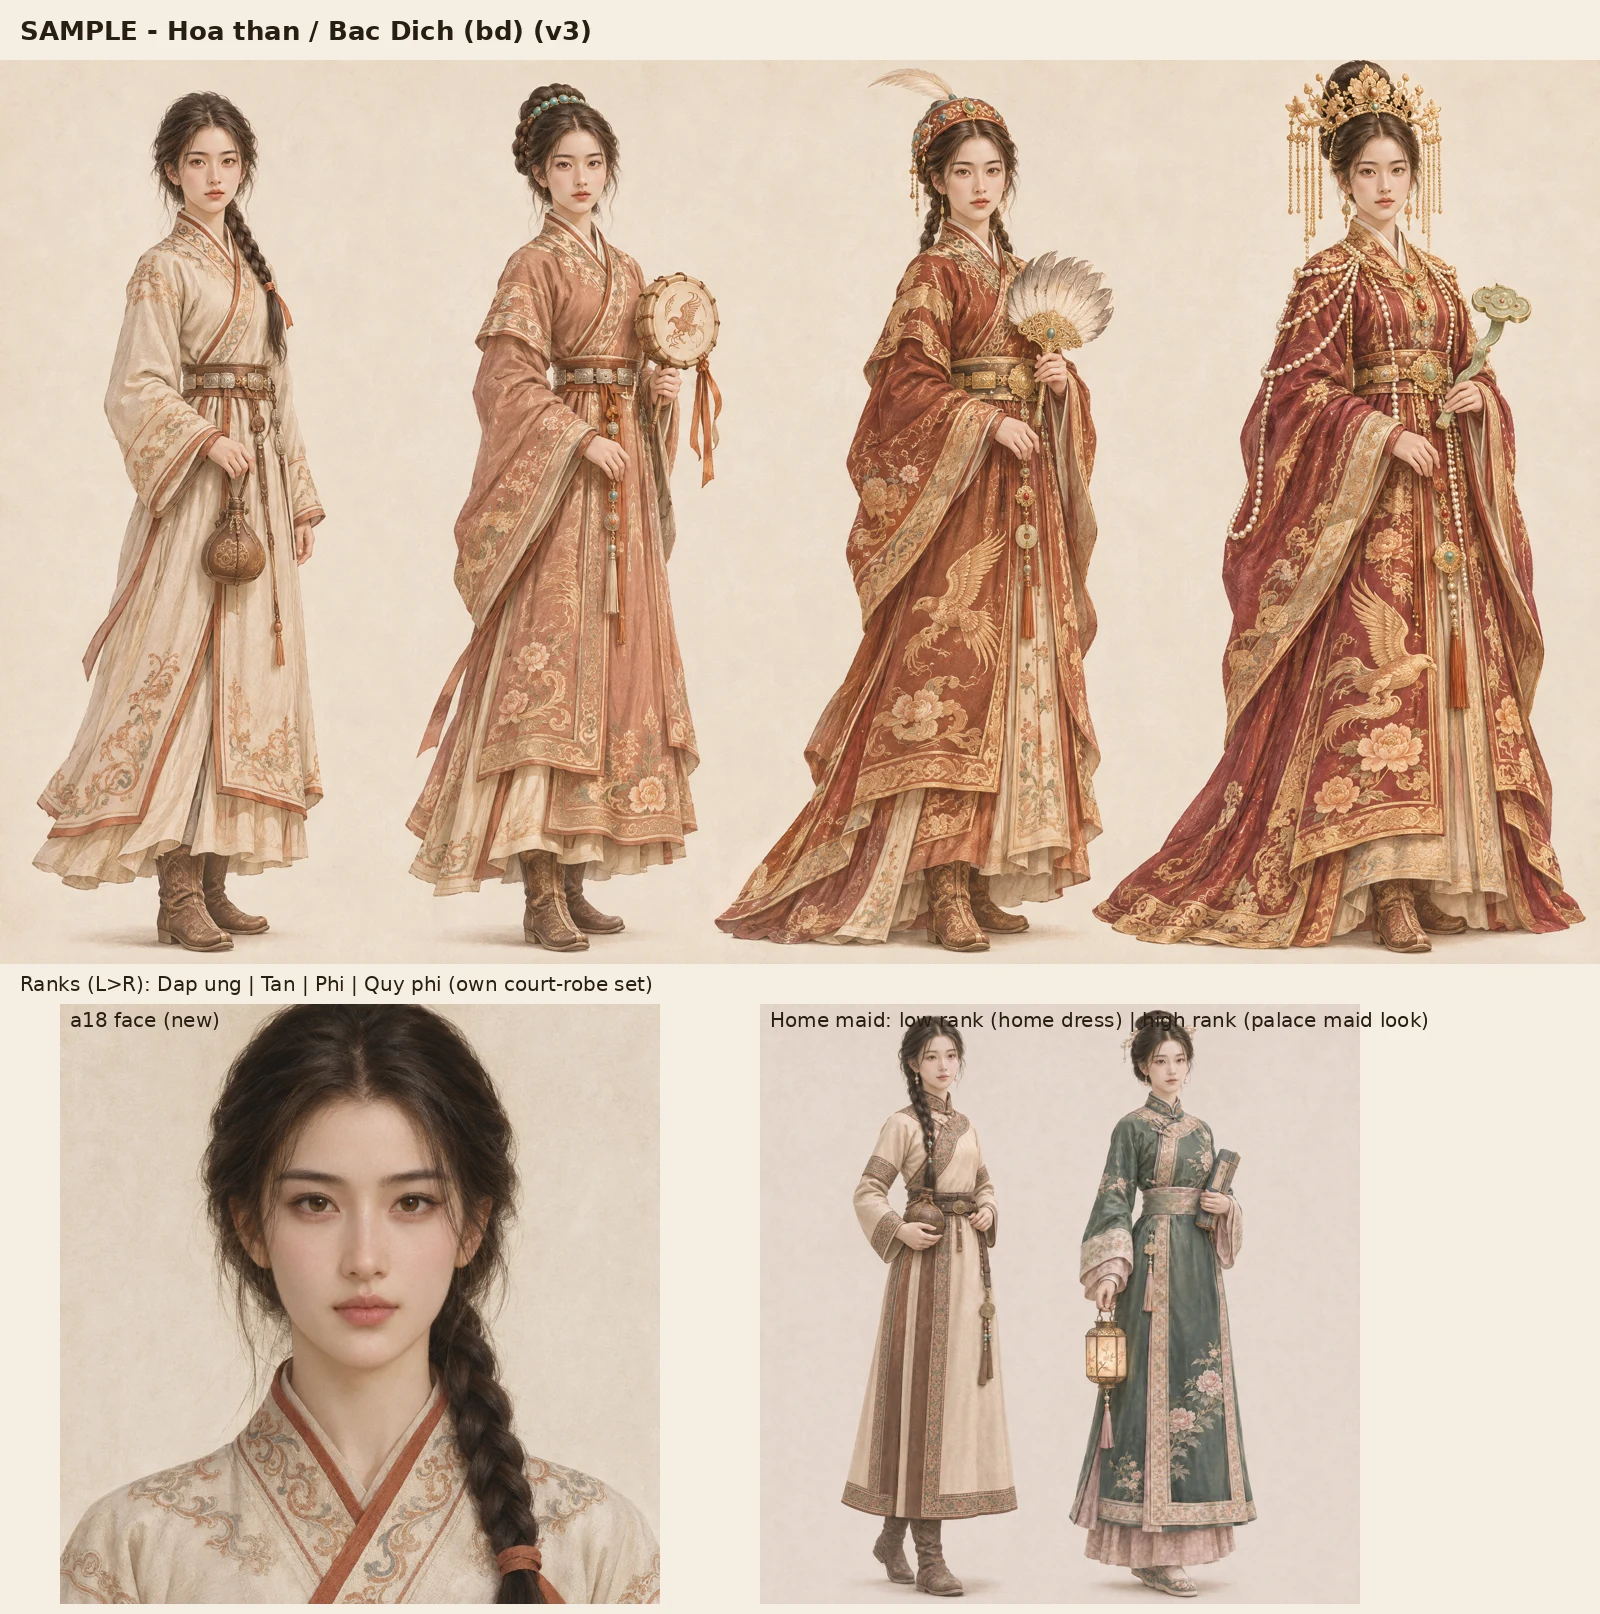 SAMPLE - Hoa than / Bac Dich (bd) (v3)
Ranks (L>R): Dap ung | Tan | Phi | Quy phi (own court-robe set)
a18 face (new)
Home maid: low rank (home dress) | high rank (palace maid look)